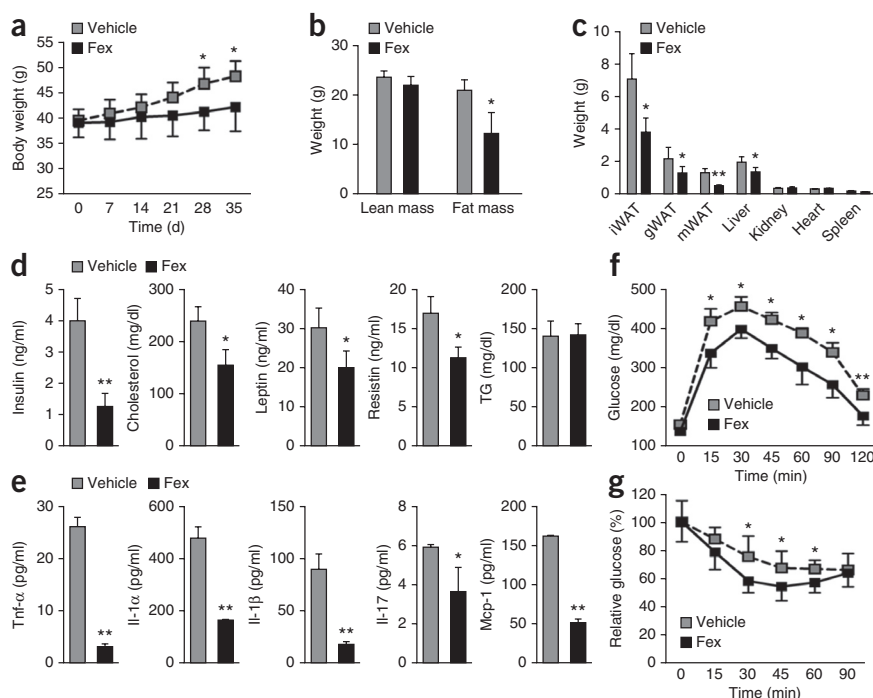 a
Vehicle
Fex
Body weight (g)
55
50
45
40
35
30
25
* *
0 7 14 21 28 35
Time (d)
b
Vehicle
Fex
Weight (g)
30
20
10
0
*
Lean mass Fat mass
c
Vehicle
Fex
Weight (g)
10
8
6
4
2
0
* * ** *
iWAT gWAT mWAT Liver Kidney Heart Spleen
d
Vehicle Fex
Insulin (ng/ml)
5
4
3
2
1
0
**
Cholesterol (mg/dl)
300
200
100
0
*
Leptin (ng/ml)
40
30
20
10
0
*
Resistin (ng/ml)
20
15
10
5
0
*
TG (mg/dl)
200
150
100
50
0
e
Vehicle Fex
Tnf-α (pg/ml)
30
20
10
0
**
Il-1α (pg/ml)
600
400
200
0
**
Il-1β (pg/ml)
150
100
50
0
**
Il-17 (pg/ml)
8
6
4
2
0
*
Mcp-1 (pg/ml)
200
150
100
50
0
**
f
Glucose (mg/dl)
500
400
300
200
100
* * * * * **
Vehicle
Fex
0 15 30 45 60 90 120
Time (min)
g
Relative glucose (%)
120
100
80
60
40
20
0
* * *
Vehicle
Fex
0 15 30 45 60 90
Time (min)